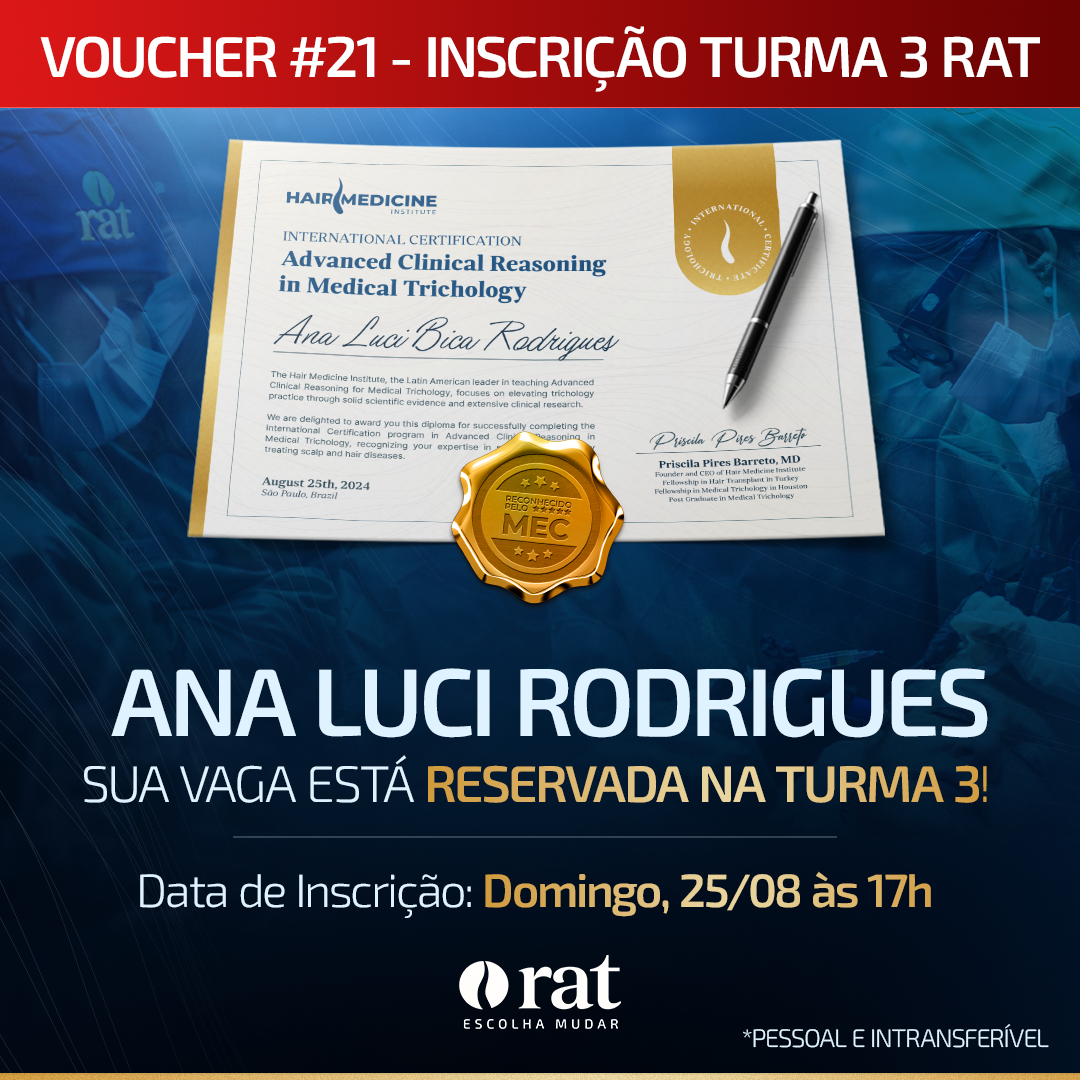 VOUCHER #21 - INSCRIÇÃO TURMA 3 RAT
rat
HAIR MEDICINE
INSTITUTE
INTERNATIONAL CERTIFICATION
Advanced Clinical Reasoning
in Medical Trichology
Ana Luci Bica Rodrigues
The Hair Medicine Institute, the Latin American leader in teaching Advanced
Clinical Reasoning for Medical Trichology, focuses on elevating trichology
practice through solid scientific evidence and extensive clinical research.
We are delighted to award you this diploma for successfully completing the
International Certification program in Advanced Clinical Reasoning in
Medical Trichology, recognizing your expertise in
treating scalp and hair diseases.
August 25th, 2024
São Paulo, Brazil
INTERNATIONAL • CERTIFICATE • TRICHOLOGY •
Priscila Pires Barreto
Priscila Pires Barreto, MD
Founder and CEO of Hair Medicine Institute
Fellowship in Hair Transplant in Turkey
Fellowship in Medical Trichology in Houston
Post Graduate in Medical Trichology
RECONHECIDO
PELO
MEC
ANA LUCI RODRIGUES
SUA VAGA ESTÁ RESERVADA NA TURMA 3!
Data de Inscrição: Domingo, 25/08 às 17h
rat
ESCOLHA MUDAR
*PESSOAL E INTRANSFERÍVEL